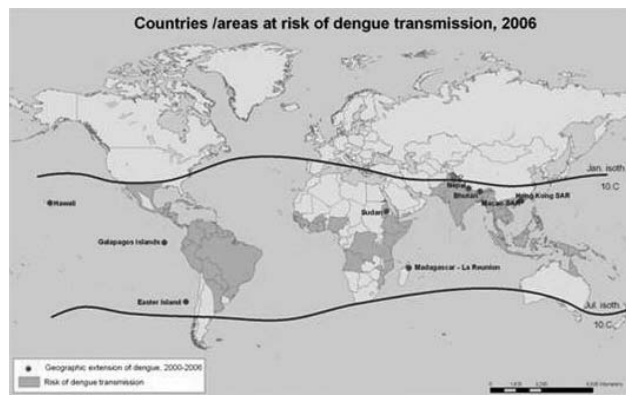 Countries /areas at risk of dengue transmission, 2006
Jan. isoth.
10.C
Nepal
Bhutan
Hong Kong SAR
Macao SAR
Hawaii
Sudan
Galapagos Islands
Madagascar - La Reunion
Easter Island
Jul. isoth.
10.C
Geographic extension of dengue, 2000-2006
Risk of dengue transmission